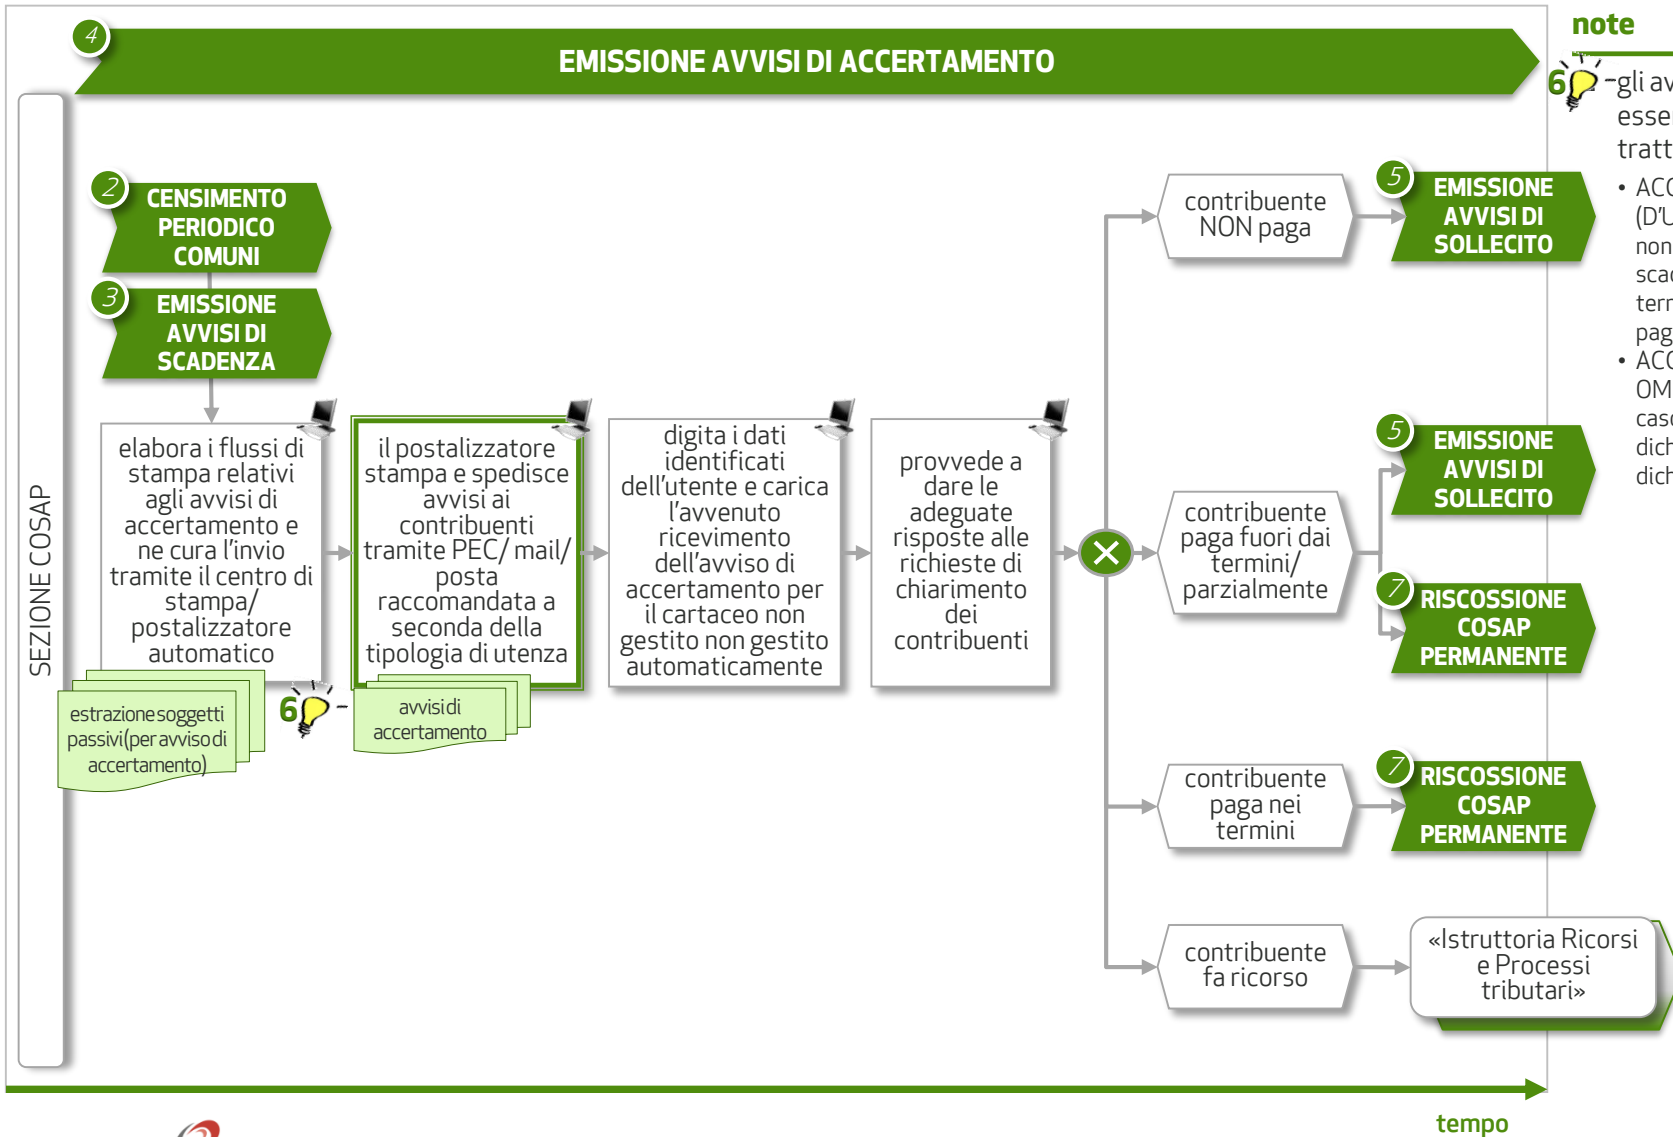 note
4
EMISSIONE AVVISI DI ACCERTAMENTO
6
gli av
esser
tratt
• ACC
(D'U
non
scad
terr
pag
• ACC
OM
caso
dich
dich
SEZIONE COSAP
2
CENSIMENTO
PERIODICO
COMUNI
3
EMISSIONE
AVVISI DI
SCADENZA
elabora i flussi di
stampa relativi
agli avvisi di
accertamento e
ne cura l'invio
tramite il centro di
stampa/
postalizzatore
automatico
estrazione soggetti
passivi(per avviso di
accertamento)
6
il postalizzatore
stampa e spedisce
avvisi ai
contribuenti
tramite PEC/ mail/
posta
raccomandata a
seconda della
tipologia di utenza
avvisi di
accertamento
digita i dati
identificati
dell'utente e carica
l'avvenuto
ricevimento
dell'avviso di
accertamento per
il cartaceo non
gestito non gestito
automaticamente
provvede a
dare le
adeguate
risposte alle
richieste di
chiarimento
dei
contribuenti
contribuente
NON paga
5
EMISSIONE
AVVISI DI
SOLLECITO
contribuente
paga fuori dai
termini/
parzialmente
5
EMISSIONE
AVVISI DI
SOLLECITO
7
RISCOSSIONE
COSAP
PERMANENTE
contribuente
paga nei
termini
7
RISCOSSIONE
COSAP
PERMANENTE
contribuente
fa ricorso
«Istruttoria Ricorsi
e Processi
tributari»
tempo